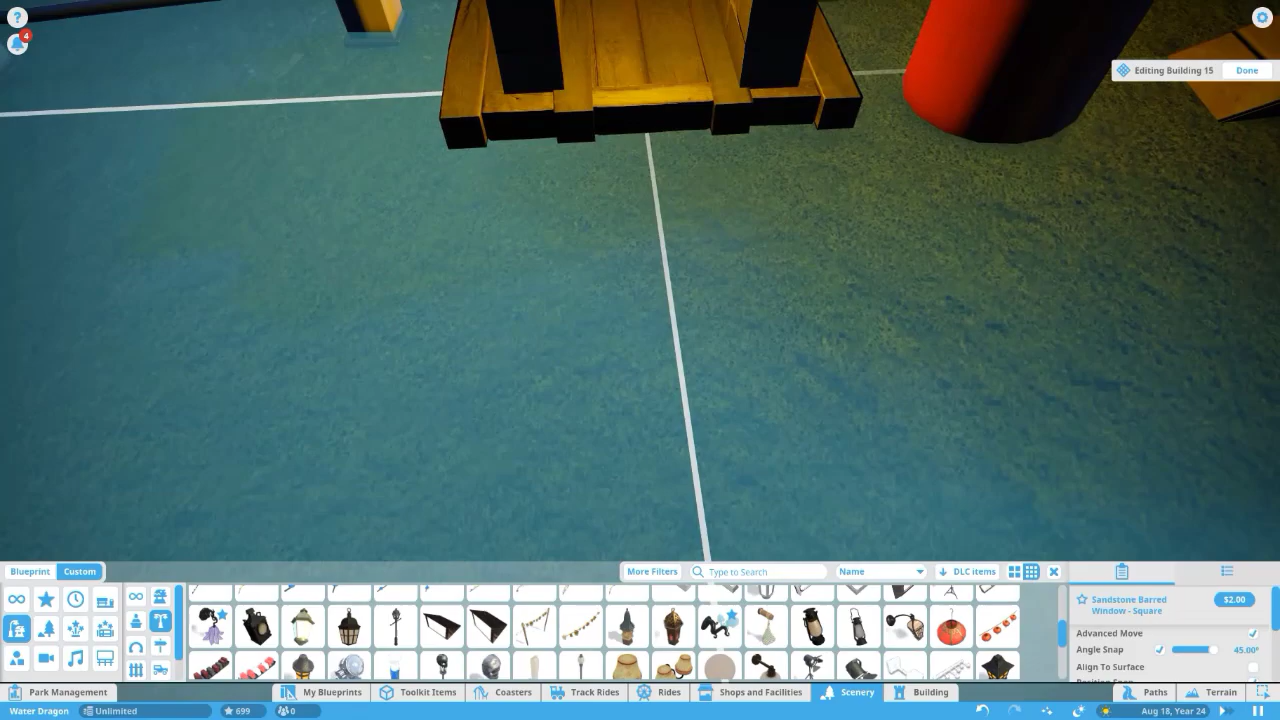 ?
4
Editing Building 15
Done
Blueprint
Custom
More Filters
Type to Search
Name
DLC items
Sandstone Barred
Window - Square
$2.00
Advanced Move
Angle Snap
45.00°
Align To Surface
Park Management
My Blueprints
Toolkit Items
Coasters
Track Rides
Rides
Shops and Facilities
Scenery
Building
Paths
Terrain
Water Dragon
Unlimited
699
0
Aug 18, Year 24